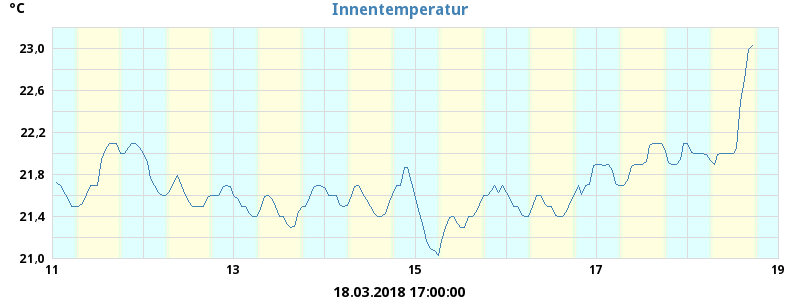 °C
Innentemperatur
23,0
22,6
22,2
21,8
21,4
21,0
11 13 15 17 19
18.03.2018 17:00:00